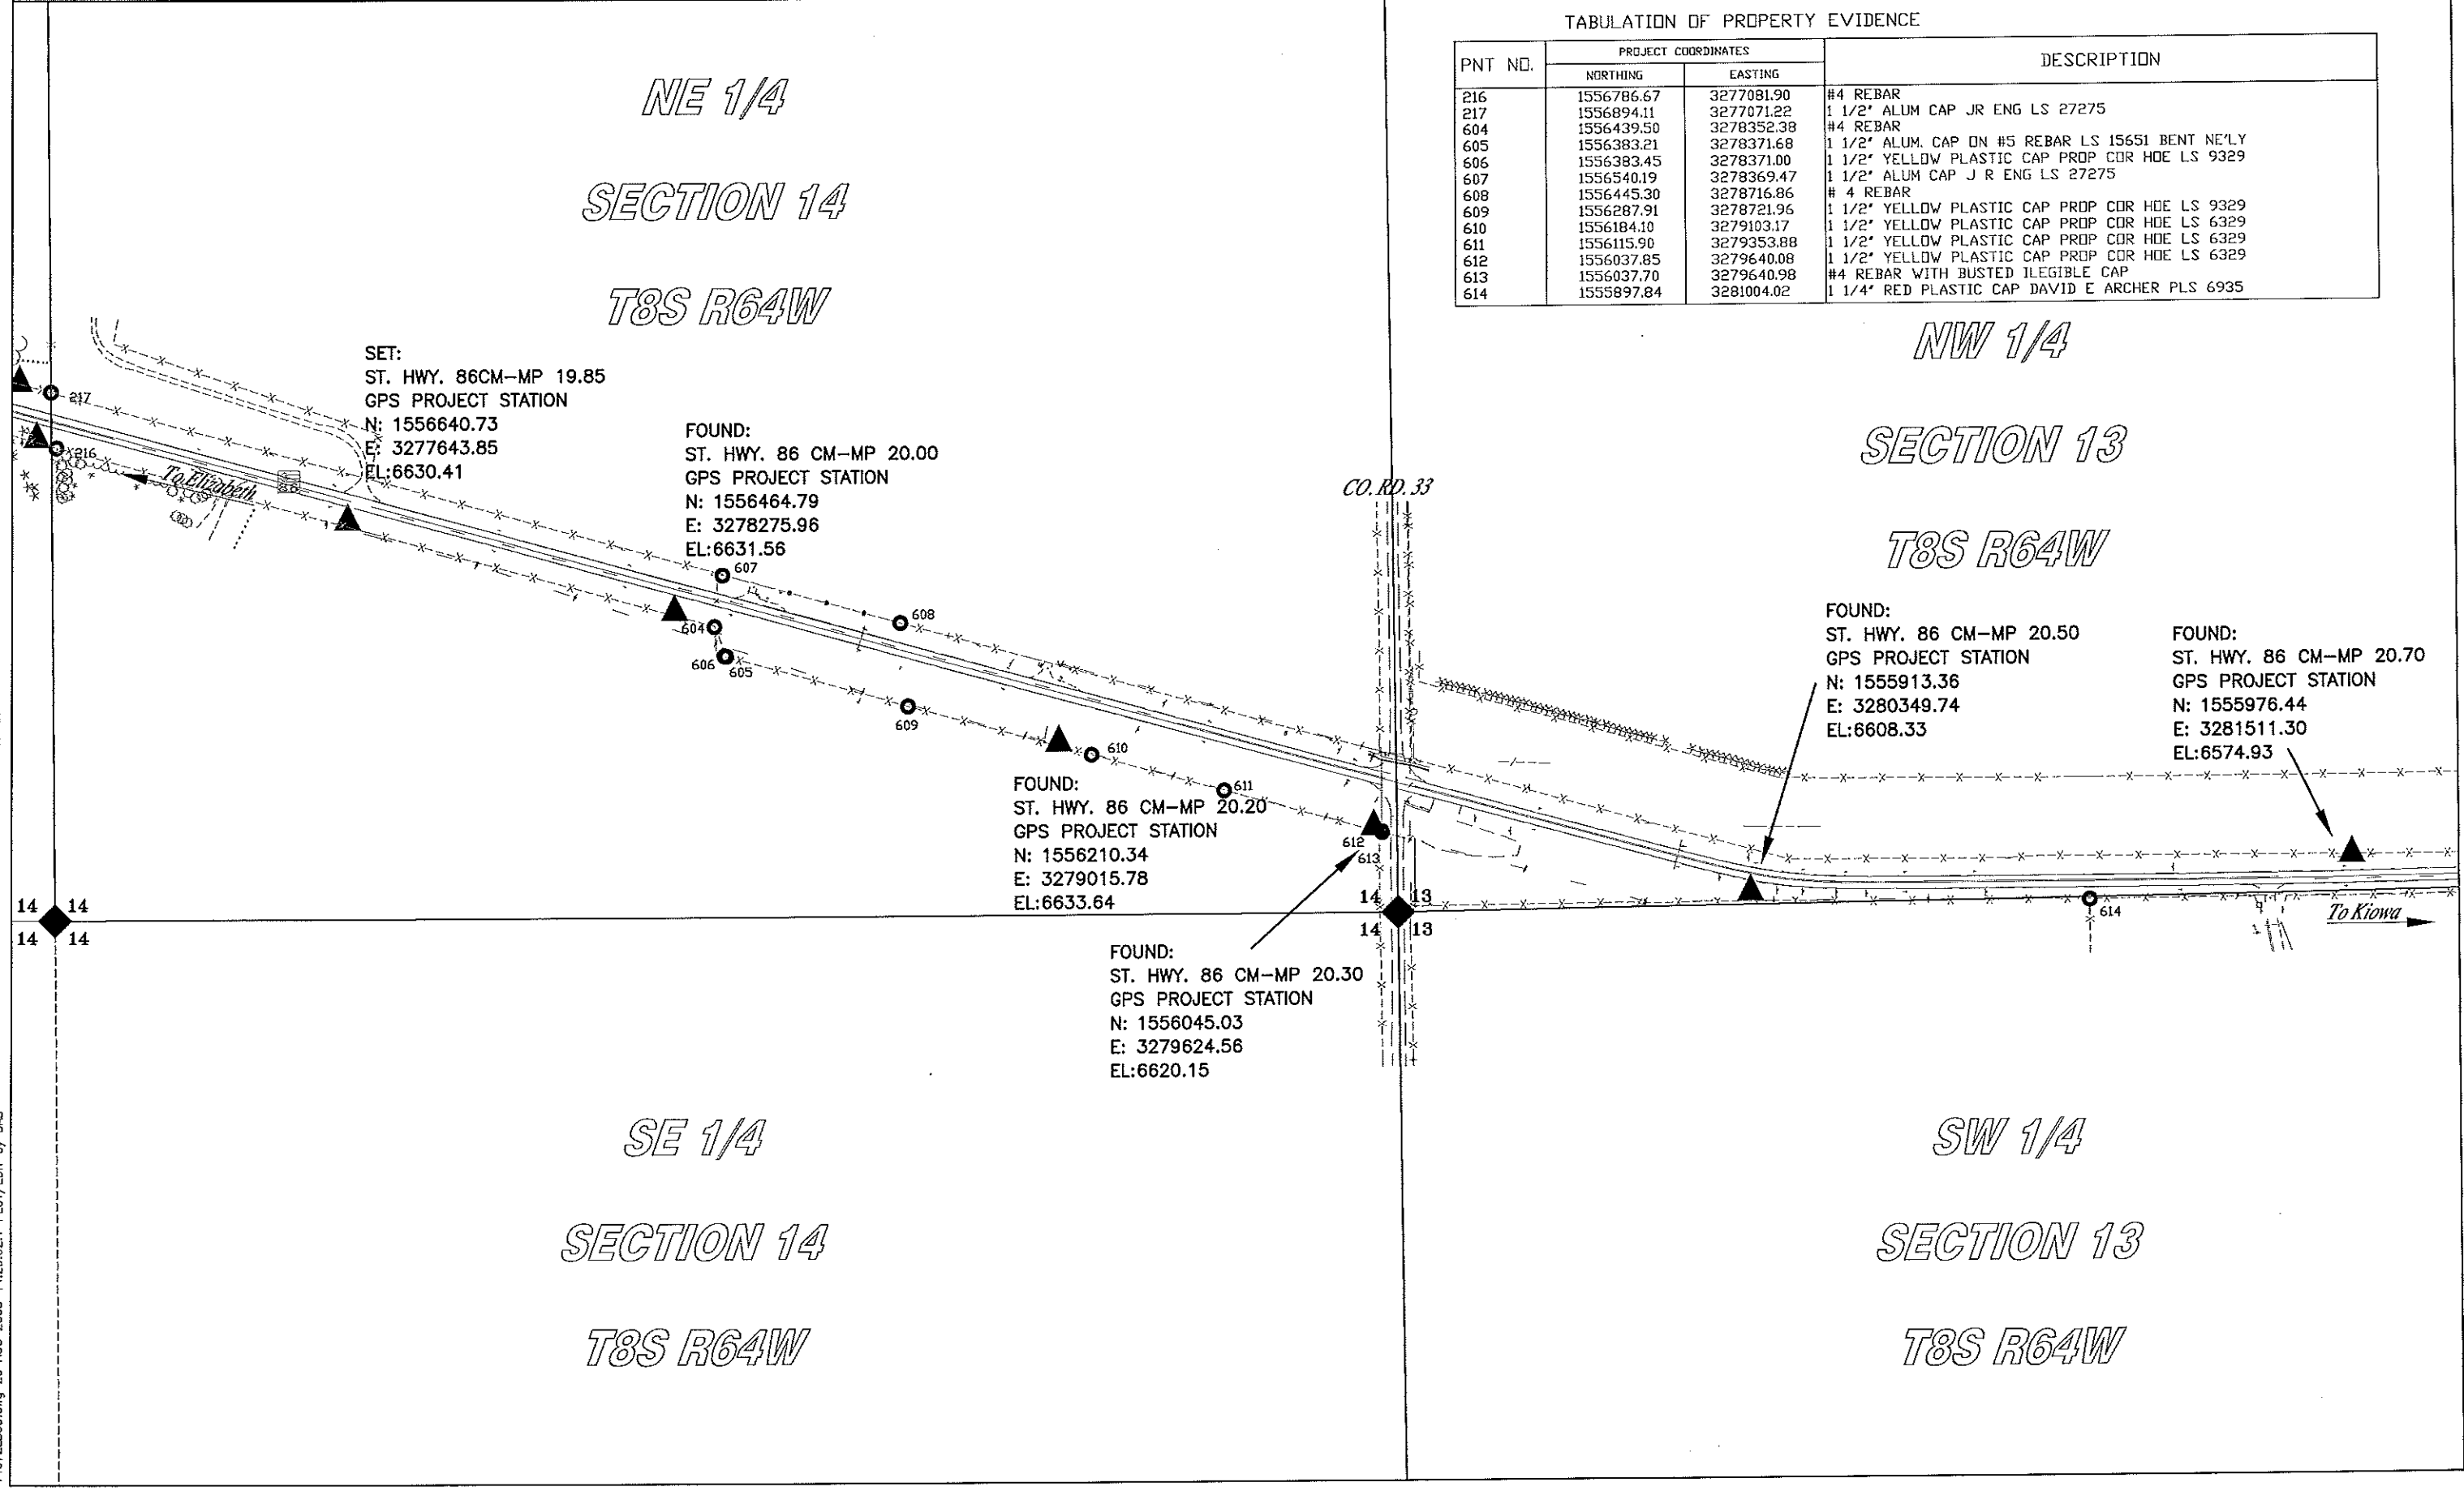 TABULATION OF PROPERTY EVIDENCE
PNT NO.
PROJECT COORDINATES
DESCRIPTION
NORTHING EASTING
216 1556786.67 3277081.90 #4 REBAR
217 1556894.11 3277071.22 1 1/2" ALUM CAP JR ENG LS 27275
604 1556439.50 3278352.38 #4 REBAR
605 1556383.21 3278371.68 1 1/2" ALUM. CAP ON #5 REBAR LS 15651 BENT NE'LY
606 1556383.45 3278371.00 1 1/2" YELLOW PLASTIC CAP PROP COR HOE LS 9329
607 1556540.19 3278369.47 1 1/2" ALUM CAP J R ENG LS 27275
608 1556445.30 3278716.86 # 4 REBAR
609 1556287.91 3278721.96 1 1/2" YELLOW PLASTIC CAP PROP COR HOE LS 9329
610 1556184.10 3279103.17 1 1/2" YELLOW PLASTIC CAP PROP COR HOE LS 6329
611 1556115.90 3279353.88 1 1/2" YELLOW PLASTIC CAP PROP COR HOE LS 6329
612 1556037.85 3279640.08 1 1/2" YELLOW PLASTIC CAP PROP COR HOE LS 6329
613 1556037.70 3279640.98 #4 REBAR WITH BUSTED ILEGIBLE CAP
614 1555897.84 3281004.02 1 1/4" RED PLASTIC CAP DAVID E ARCHER PLS 6935
NE 1/4
SECTION 14
T8S R64W
NW 1/4
SECTION 13
T8S R64W
SET:
ST. HWY. 86CM-MP 19.85
GPS PROJECT STATION
N: 1556640.73
E: 3277643.85
EL:6630.41
217
216
To Elizabeth
FOUND:
ST. HWY. 86 CM-MP 20.00
GPS PROJECT STATION
N: 1556464.79
E: 3278275.96
EL:6631.56
607
608
604
606
605
609
610
611
CO. RD. 33
FOUND:
ST. HWY. 86 CM-MP 20.50
GPS PROJECT STATION
N: 1555913.36
E: 3280349.74
EL:6608.33
FOUND:
ST. HWY. 86 CM-MP 20.70
GPS PROJECT STATION
N: 1555976.44
E: 3281511.30
EL:6574.93
FOUND:
ST. HWY. 86 CM-MP 20.20
GPS PROJECT STATION
N: 1556210.34
E: 3279015.78
EL:6633.64
612
613
14 14
14 14
14 13
14 13
614
To Kiowa
FOUND:
ST. HWY. 86 CM-MP 20.30
GPS PROJECT STATION
N: 1556045.03
E: 3279624.56
EL:6620.15
SE 1/4
SECTION 14
T8S R64W
SW 1/4
SECTION 13
T8S R64W